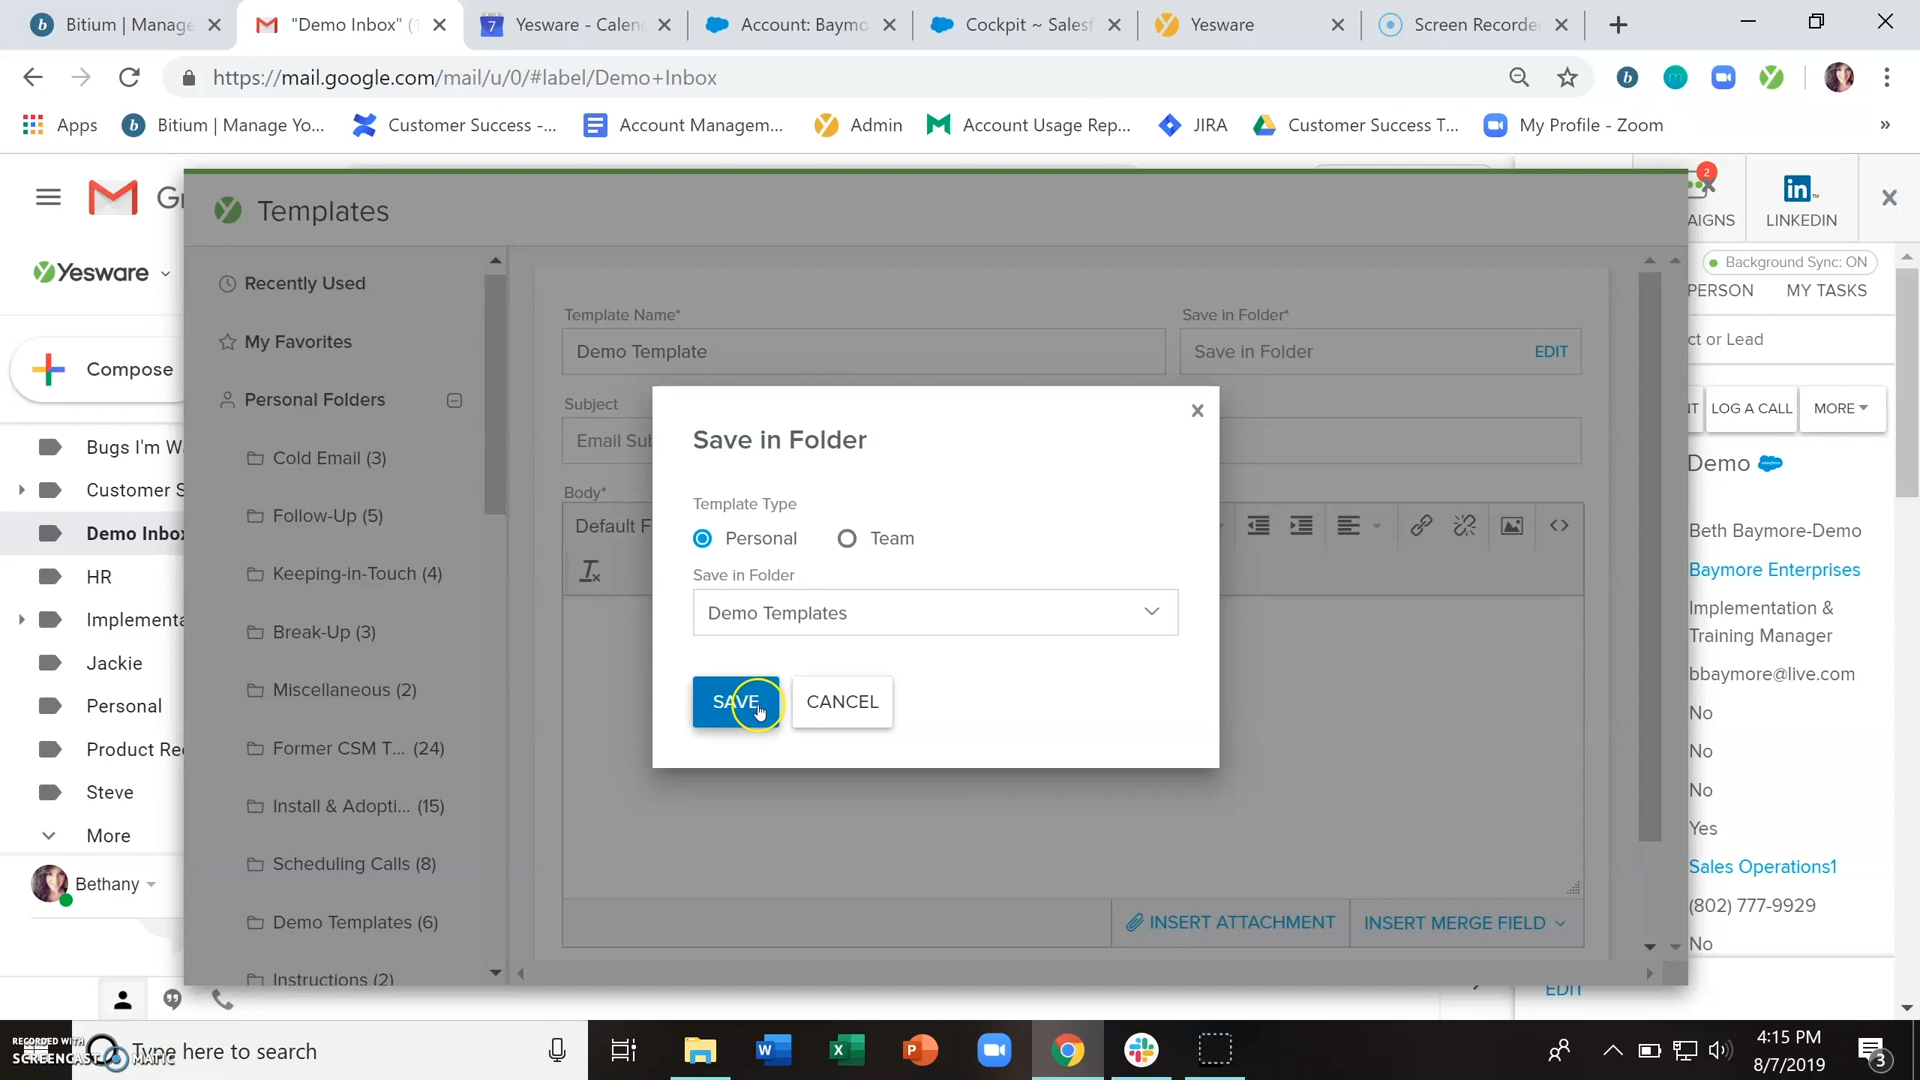 Bitium | Manage
"Demo Inbox" (1
Yesware - Calen
Account: Baymo
Cockpit ~ Salesf
Yesware
Screen Recorde
https://mail.google.com/mail/u/0/#label/Demo+Inbox
Apps
Bitium | Manage Yo...
Customer Success -...
Account Managem...
Admin
Account Usage Rep...
JIRA
Customer Success T...
My Profile - Zoom
»
Templates
2
AIGNS
LINKEDIN
Yesware
Compose
Bugs I'm W
Customer S
Demo Inbox
HR
Implementa
Jackie
Personal
Product Re
Steve
More
Bethany
Recently Used
My Favorites
Personal Folders
Cold Email (3)
Follow-Up (5)
Keeping-in-Touch (4)
Break-Up (3)
Miscellaneous (2)
Former CSM T... (24)
Install & Adopti... (15)
Scheduling Calls (8)
Demo Templates (6)
Instructions (2)
Template Name*
Demo Template
Save in Folder*
Save in Folder
EDIT
Subject
Email Sub
Body*
Default F
Save in Folder
Template Type
Personal
Team
Save in Folder
Demo Templates
SAVE
CANCEL
INSERT ATTACHMENT
INSERT MERGE FIELD
Background Sync: ON
PERSON
MY TASKS
ct or Lead
NT
LOG A CALL
MORE
Demo
Beth Baymore-Demo
Baymore Enterprises
Implementation &
Training Manager
bbaymore@live.com
No
No
No
Yes
Sales Operations1
(802) 777-9929
No
EDIT
RECORDED WITH
SCREENCAST MATIC
Type here to search
4:15 PM
8/7/2019
3